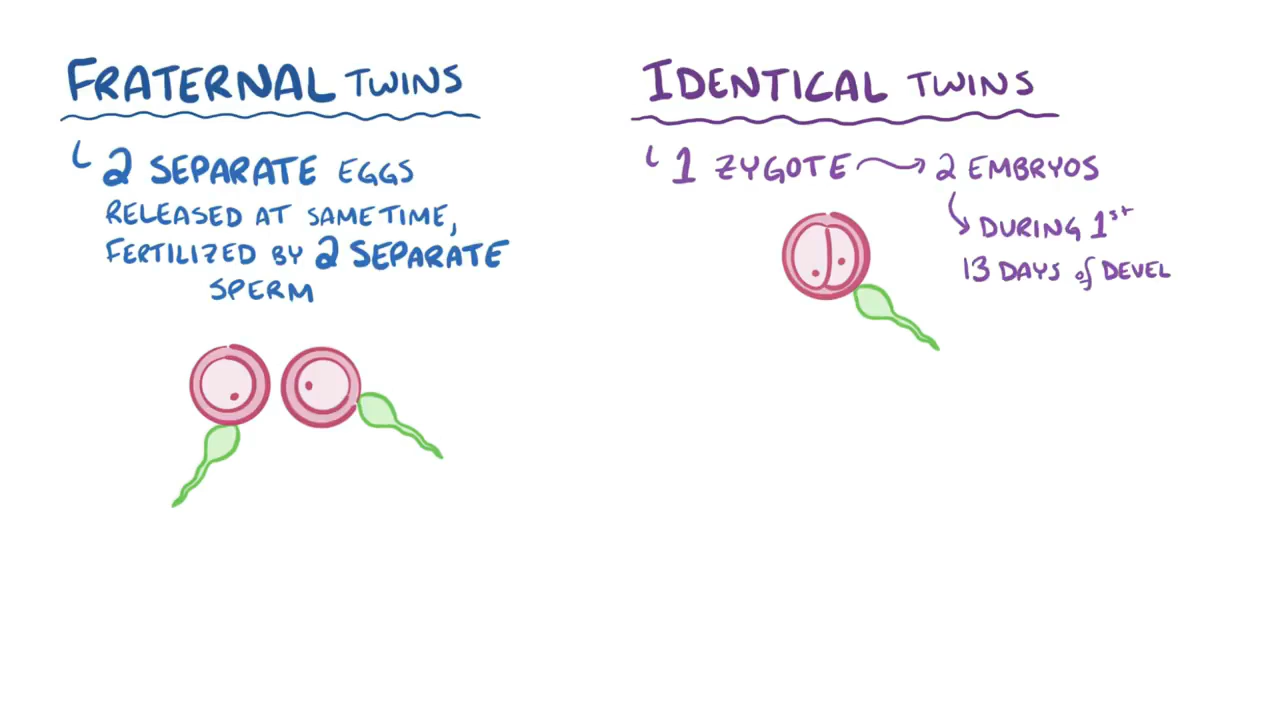 FRATERNAL TWINS
2 SEPARATE EGGS
RELEASED AT SAME TIME,
FERTILIZED BY 2 SEPARATE
SPERM
IDENTICAL TWINS
1 ZYGOTE → 2 EMBRYOS
DURING 1st
13 DAYS of DEVEL